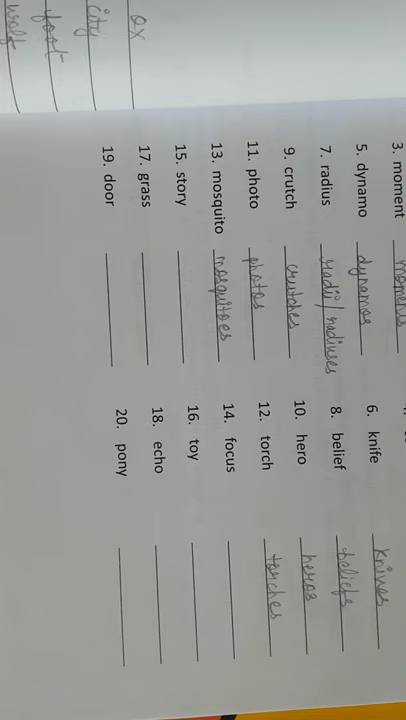 ox
city
foot
wolf
3. moment moments
5. dynamo dynamos
6. knife knives
7. radius radii/radiuses
8. belief beliefs
9. crutch crutches
10. hero heros
11. photo photos
12. torch torches
13. mosquito mosquitoes
14. focus
15. story
16. toy
17. grass
18. echo
19. door
20. pony